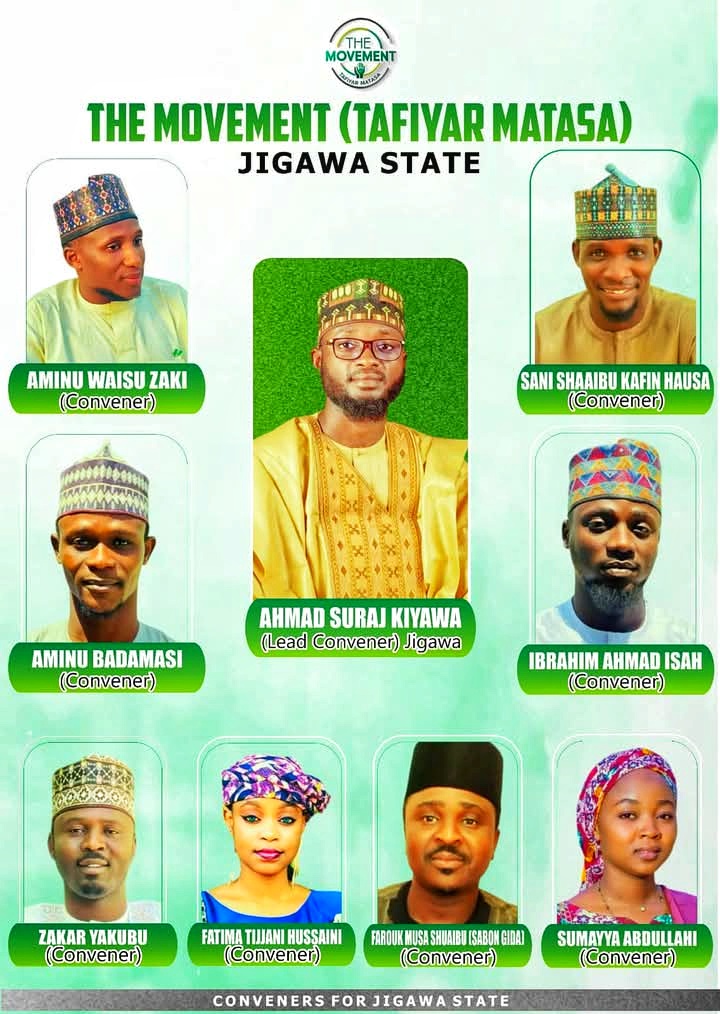 THE
MOVEMENT
TAFIYAR MATASA
THE MOVEMENT (TAFIYAR MATASA)
JIGAWA STATE
AMINU WAISU ZAKI
(Convener)
SANI SHAAIBU KAFIN HAUSA
(Convener)
AHMAD SURAJ KIYAWA
(Lead Convener) Jigawa
AMINU BADAMASI
(Convener)
IBRAHIM AHMAD ISAH
(Convener)
ZAKAR YAKUBU
(Convener)
FATIMA TIJJANI HUSSAINI
(Convener)
FAROUK MUSA SHUAIBU (SABON GIDA)
(Convener)
SUMAYYA ABDULLAHI
(Convener)
CONVENERS FOR JIGAWA STATE